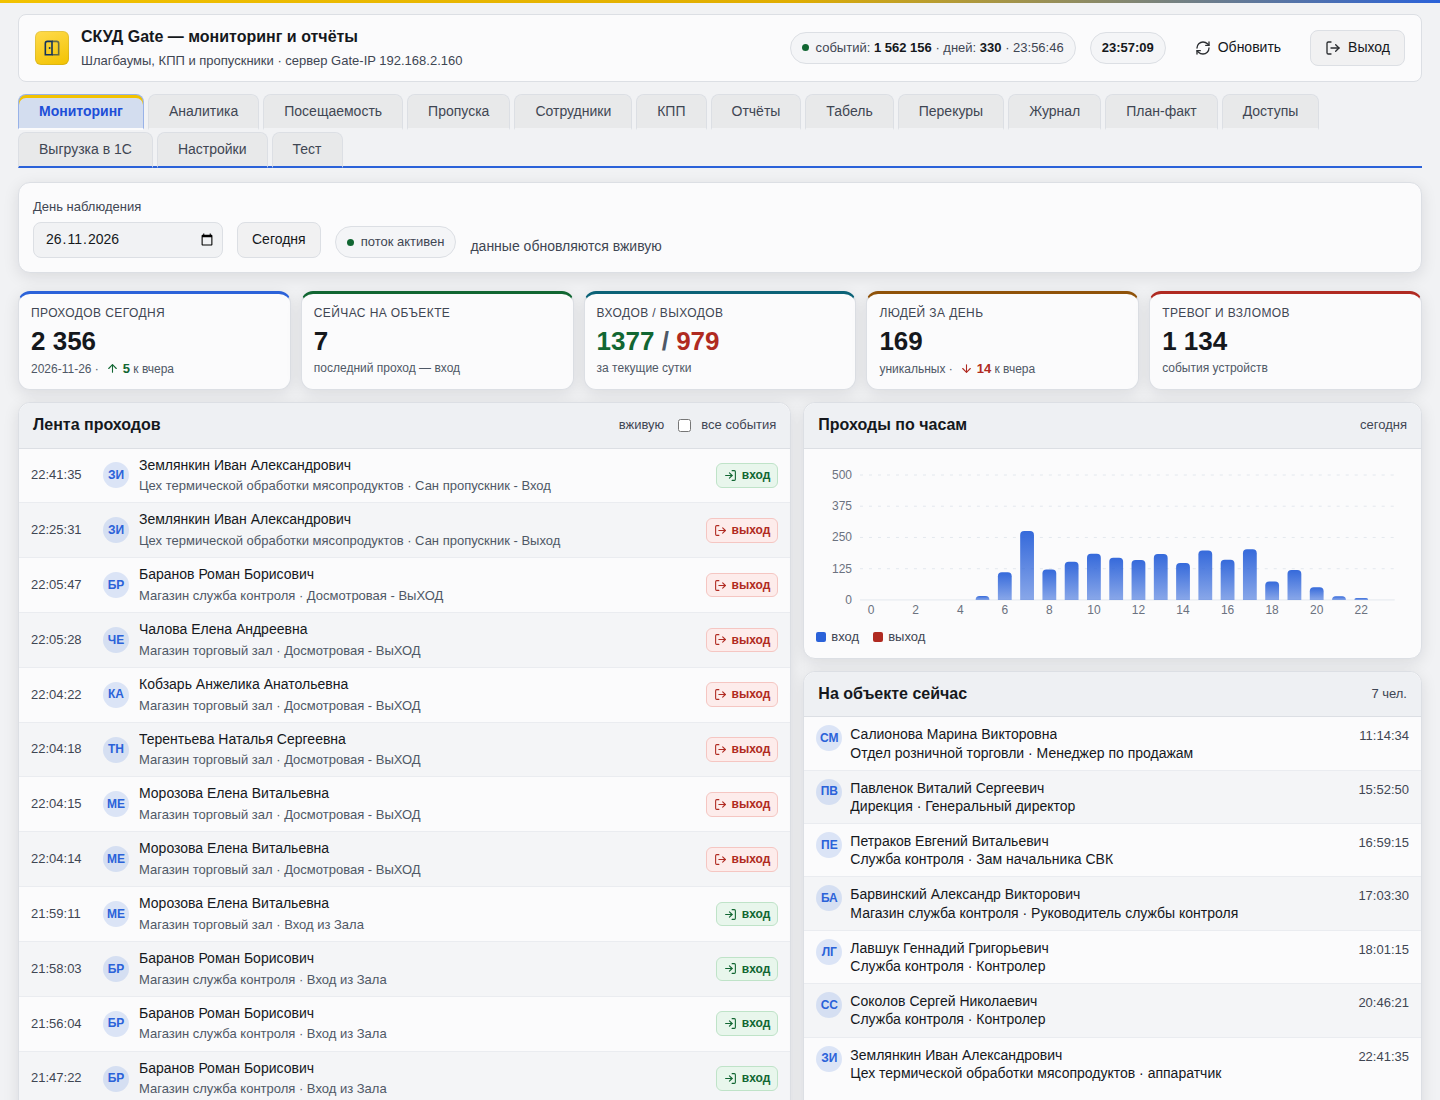 СКУД Gate — мониторинг и отчёты
Шлагбаумы, КПП и пропускники · сервер Gate-IP 192.168.2.160
событий: 1 562 156 · дней: 330 · 23:56:46
23:57:09
Обновить
Выход
Мониторинг
Аналитика
Посещаемость
Пропуска
Сотрудники
КПП
Отчёты
Табель
Перекуры
Журнал
План-факт
Доступы
Выгрузка в 1С
Настройки
Тест
День наблюдения
26.11.2026
Сегодня
поток активен
данные обновляются вживую
ПРОХОДОВ СЕГОДНЯ
2 356
2026-11-26 · 5 к вчера
СЕЙЧАС НА ОБЪЕКТЕ
7
последний проход — вход
ВХОДОВ / ВЫХОДОВ
1377 / 979
за текущие сутки
ЛЮДЕЙ ЗА ДЕНЬ
169
уникальных · 14 к вчера
ТРЕВОГ И ВЗЛОМОВ
1 134
события устройств
Лента проходов
вживую
все события
22:41:35 ЗИ Землянкин Иван Александрович вход
Цех термической обработки мясопродуктов · Сан пропускник - Вход
22:25:31 ЗИ Землянкин Иван Александрович выход
Цех термической обработки мясопродуктов · Сан пропускник - Выход
22:05:47 БР Баранов Роман Борисович выход
Магазин служба контроля · Досмотровая - ВыХОД
22:05:28 ЧЕ Чалова Елена Андреевна выход
Магазин торговый зал · Досмотровая - ВыХОД
22:04:22 КА Кобзарь Анжелика Анатольевна выход
Магазин торговый зал · Досмотровая - ВыХОД
22:04:18 ТН Терентьева Наталья Сергеевна выход
Магазин торговый зал · Досмотровая - ВыХОД
22:04:15 МЕ Морозова Елена Витальевна выход
Магазин торговый зал · Досмотровая - ВыХОД
22:04:14 МЕ Морозова Елена Витальевна выход
Магазин торговый зал · Досмотровая - ВыХОД
21:59:11 МЕ Морозова Елена Витальевна вход
Магазин торговый зал · Вход из Зала
21:58:03 БР Баранов Роман Борисович вход
Магазин служба контроля · Вход из Зала
21:56:04 БР Баранов Роман Борисович вход
Магазин служба контроля · Вход из Зала
21:47:22 БР Баранов Роман Борисович вход
Магазин служба контроля · Вход из Зала
Проходы по часам
сегодня
500
375
250
125
0
0 2 4 6 8 10 12 14 16 18 20 22
вход выход
На объекте сейчас
7 чел.
СМ Салионова Марина Викторовна 11:14:34
Отдел розничной торговли · Менеджер по продажам
ПВ Павленок Виталий Сергеевич 15:52:50
Дирекция · Генеральный директор
ПЕ Петраков Евгений Витальевич 16:59:15
Служба контроля · Зам начальника СВК
БА Барвинский Александр Викторович 17:03:30
Магазин служба контроля · Руководитель службы контроля
ЛГ Лавшук Геннадий Григорьевич 18:01:15
Служба контроля · Контролер
СС Соколов Сергей Николаевич 20:46:21
Служба контроля · Контролер
ЗИ Землянкин Иван Александрович 22:41:35
Цех термической обработки мясопродуктов · аппаратчик